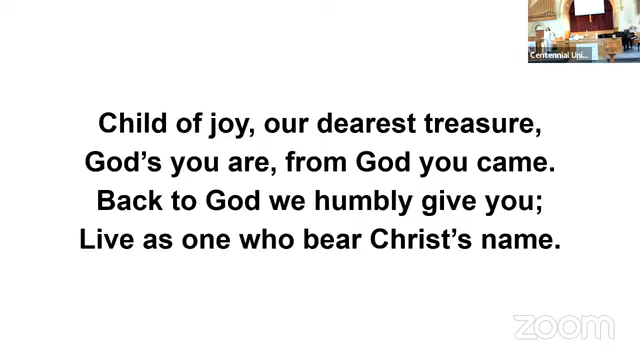 Centennial Uni...
Child of joy, our dearest treasure,
God's you are, from God you came.
Back to God we humbly give you;
Live as one who bear Christ's name.
zoom